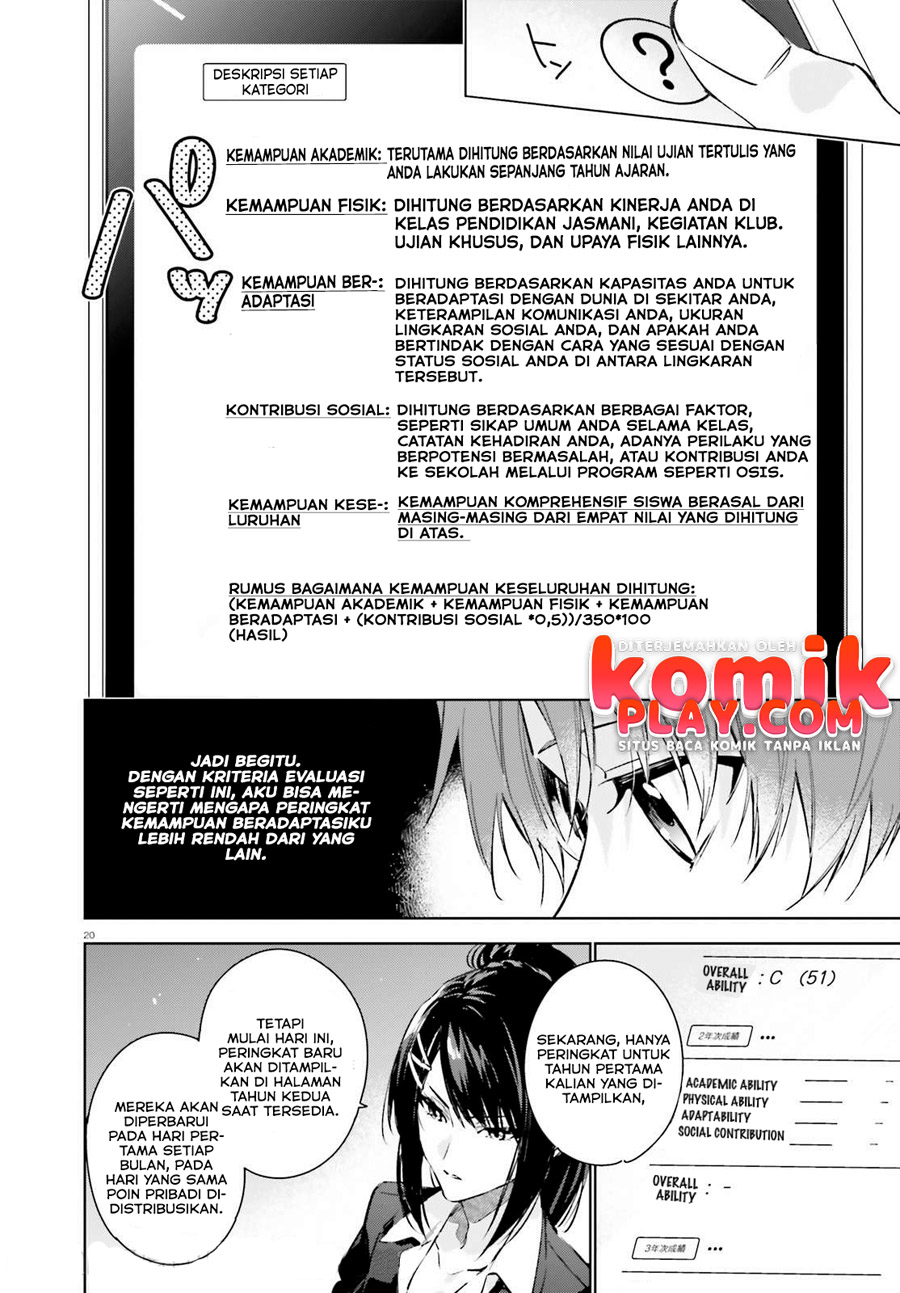 トン
?
DESKRIPSI SETIAP
KATEGORI
パッ
KEMAMPUAN AKADEMIK: TERUTAMA DIHITUNG BERDASARKAN NILAI UJIAN TERTULIS YANG
ANDA LAKUKAN SEPANJANG TAHUN AJARAN.
KEMAMPUAN FISIK: DIHITUNG BERDASARKAN KINERJA ANDA DI
KELAS PENDIDIKAN JASMANI, KEGIATAN KLUB.
UJIAN KHUSUS, DAN UPAYA FISIK LAINNYA.
KEMAMPUAN BER-: DIHITUNG BERDASARKAN KAPASITAS ANDA UNTUK
ADAPTASI BERADAPTASI DENGAN DUNIA DI SEKITAR ANDA,
KETERAMPILAN KOMUNIKASI ANDA, UKURAN
LINGKARAN SOSIAL ANDA, DAN APAKAH ANDA
BERTINDAK DENGAN CARA YANG SESUAI DENGAN
STATUS SOSIAL ANDA DI ANTARA LINGKARAN
TERSEBUT.
KONTRIBUSI SOSIAL: DIHITUNG BERDASARKAN BERBAGAI FAKTOR,
SEPERTI SIKAP UMUM ANDA SELAMA KELAS,
CATATAN KEHADIRAN ANDA, ADANYA PERILAKU YANG
BERPOTENSI BERMASALAH, ATAU KONTRIBUSI ANDA
KE SEKOLAH MELALUI PROGRAM SEPERTI OSIS.
KEMAMPUAN KESE-: KEMAMPUAN KOMPREHENSIF SISWA BERASAL DARI
LURUHAN MASING-MASING DARI EMPAT NILAI YANG DIHITUNG
DI ATAS.
RUMUS BAGAIMANA KEMAMPUAN KESELURUHAN DIHITUNG:
(KEMAMPUAN AKADEMIK + KEMAMPUAN FISIK + KEMAMPUAN
BERADAPTASI + (KONTRIBUSI SOSIAL *0,5))/350*100
(HASIL)
DITERJEMAHKAN OLEH
komik
PLAY.COM
SITUS BACA KOMIK TANPA IKLAN
JADI BEGITU.
DENGAN KRITERIA EVALUASI
SEPERTI INI, AKU BISA ME-
NGERTI MENGAPA PERINGKAT
KEMAMPUAN BERADAPTASIKU
LEBIH RENDAH DARI YANG
LAIN.
20
OVERALL
ABILITY : C (51)
2年次成績 •••
ACADEMIC ABILITY
PHYSICAL ABILITY
ADAPTABILITY
SOCIAL CONTRIBUTION
OVERALL
ABILITY : -
3年次成績 •••
SEKARANG, HANYA
PERINGKAT UNTUK
TAHUN PERTAMA
KALIAN YANG DI-
TAMPILKAN,
TETAPI
MULAI HARI INI,
PERINGKAT BARU
AKAN DITAMPIL-
KAN DI HALAMAN
TAHUN KEDUA
SAAT TERSEDIA.
MEREKA AKAN
DIPERBARUI
PADA HARI PER-
TAMA SETIAP
BULAN, PADA
HARI YANG SAMA
POIN PRIBADI DI-
DISTRIBUSIKAN.